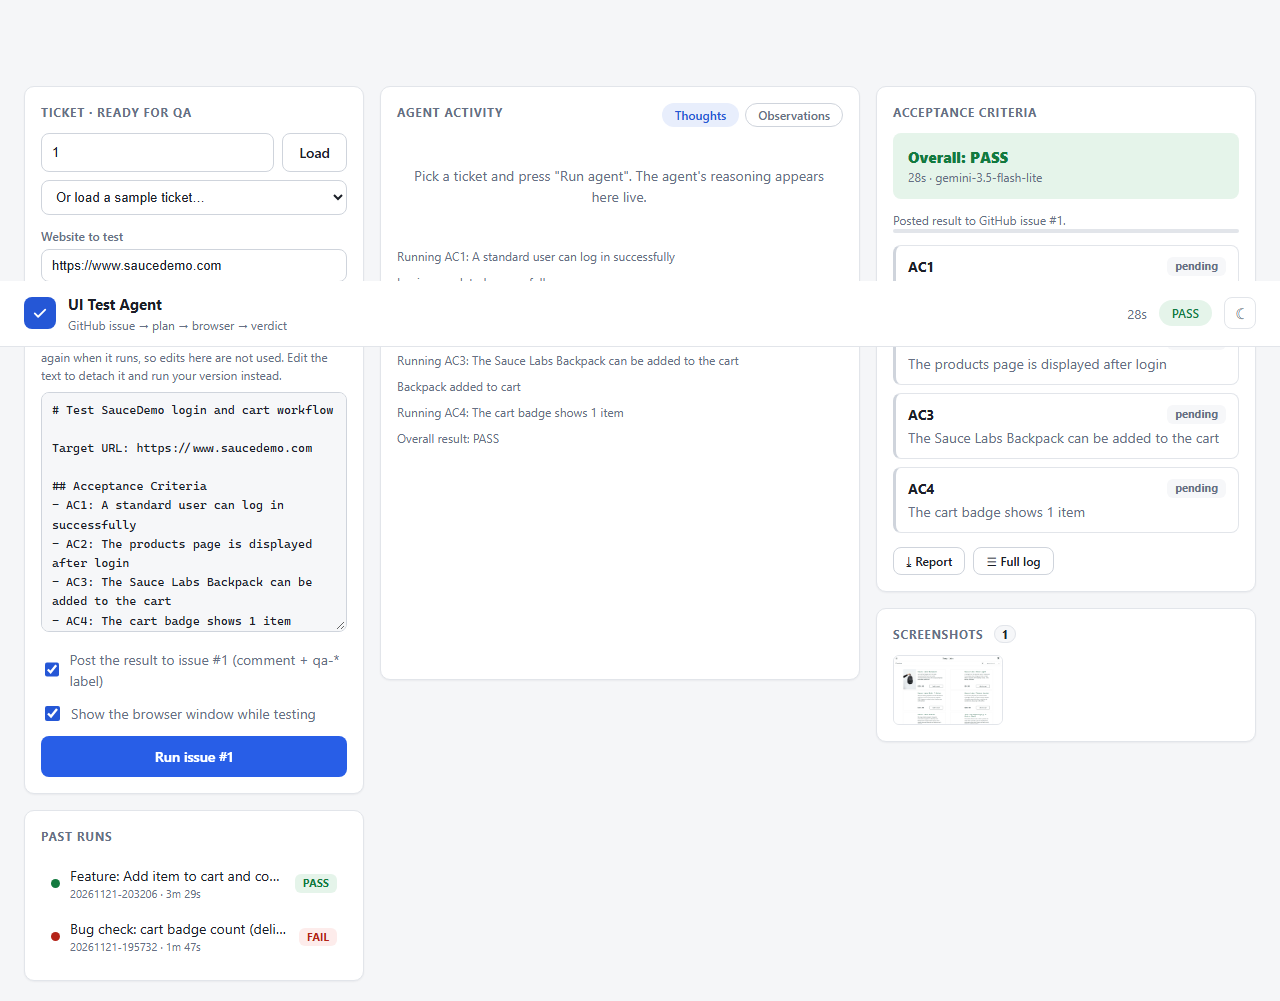 TICKET · READY FOR QA
1
Load
Or load a sample ticket...
Website to test
https://www.saucedemo.com
UI Test Agent
GitHub issue → plan → browser → verdict
28s
PASS
again when it runs, so edits here are not used. Edit the
text to detach it and run your version instead.
# Test SauceDemo login and cart workflow
Target URL: https://www.saucedemo.com
## Acceptance Criteria
- AC1: A standard user can log in
successfully
- AC2: The products page is displayed
after login
- AC3: The Sauce Labs Backpack can be
added to the cart
- AC4: The cart badge shows 1 item
Post the result to issue #1 (comment + qa-*
label)
Show the browser window while testing
Run issue #1
PAST RUNS
Feature: Add item to cart and co...
20261121-203206 · 3m 29s
PASS
Bug check: cart badge count (deli...
20261121-195732 · 1m 47s
FAIL
AGENT ACTIVITY
Thoughts
Observations
Pick a ticket and press "Run agent". The agent's reasoning appears
here live.
Running AC1: A standard user can log in successfully
Running AC3: The Sauce Labs Backpack can be added to the cart
Backpack added to cart
Running AC4: The cart badge shows 1 item
Overall result: PASS
ACCEPTANCE CRITERIA
Overall: PASS
28s · gemini-3.5-flash-lite
Posted result to GitHub issue #1.
AC1
pending
The products page is displayed after login
AC3
pending
The Sauce Labs Backpack can be added to the cart
AC4
pending
The cart badge shows 1 item
Report
Full log
SCREENSHOTS
1